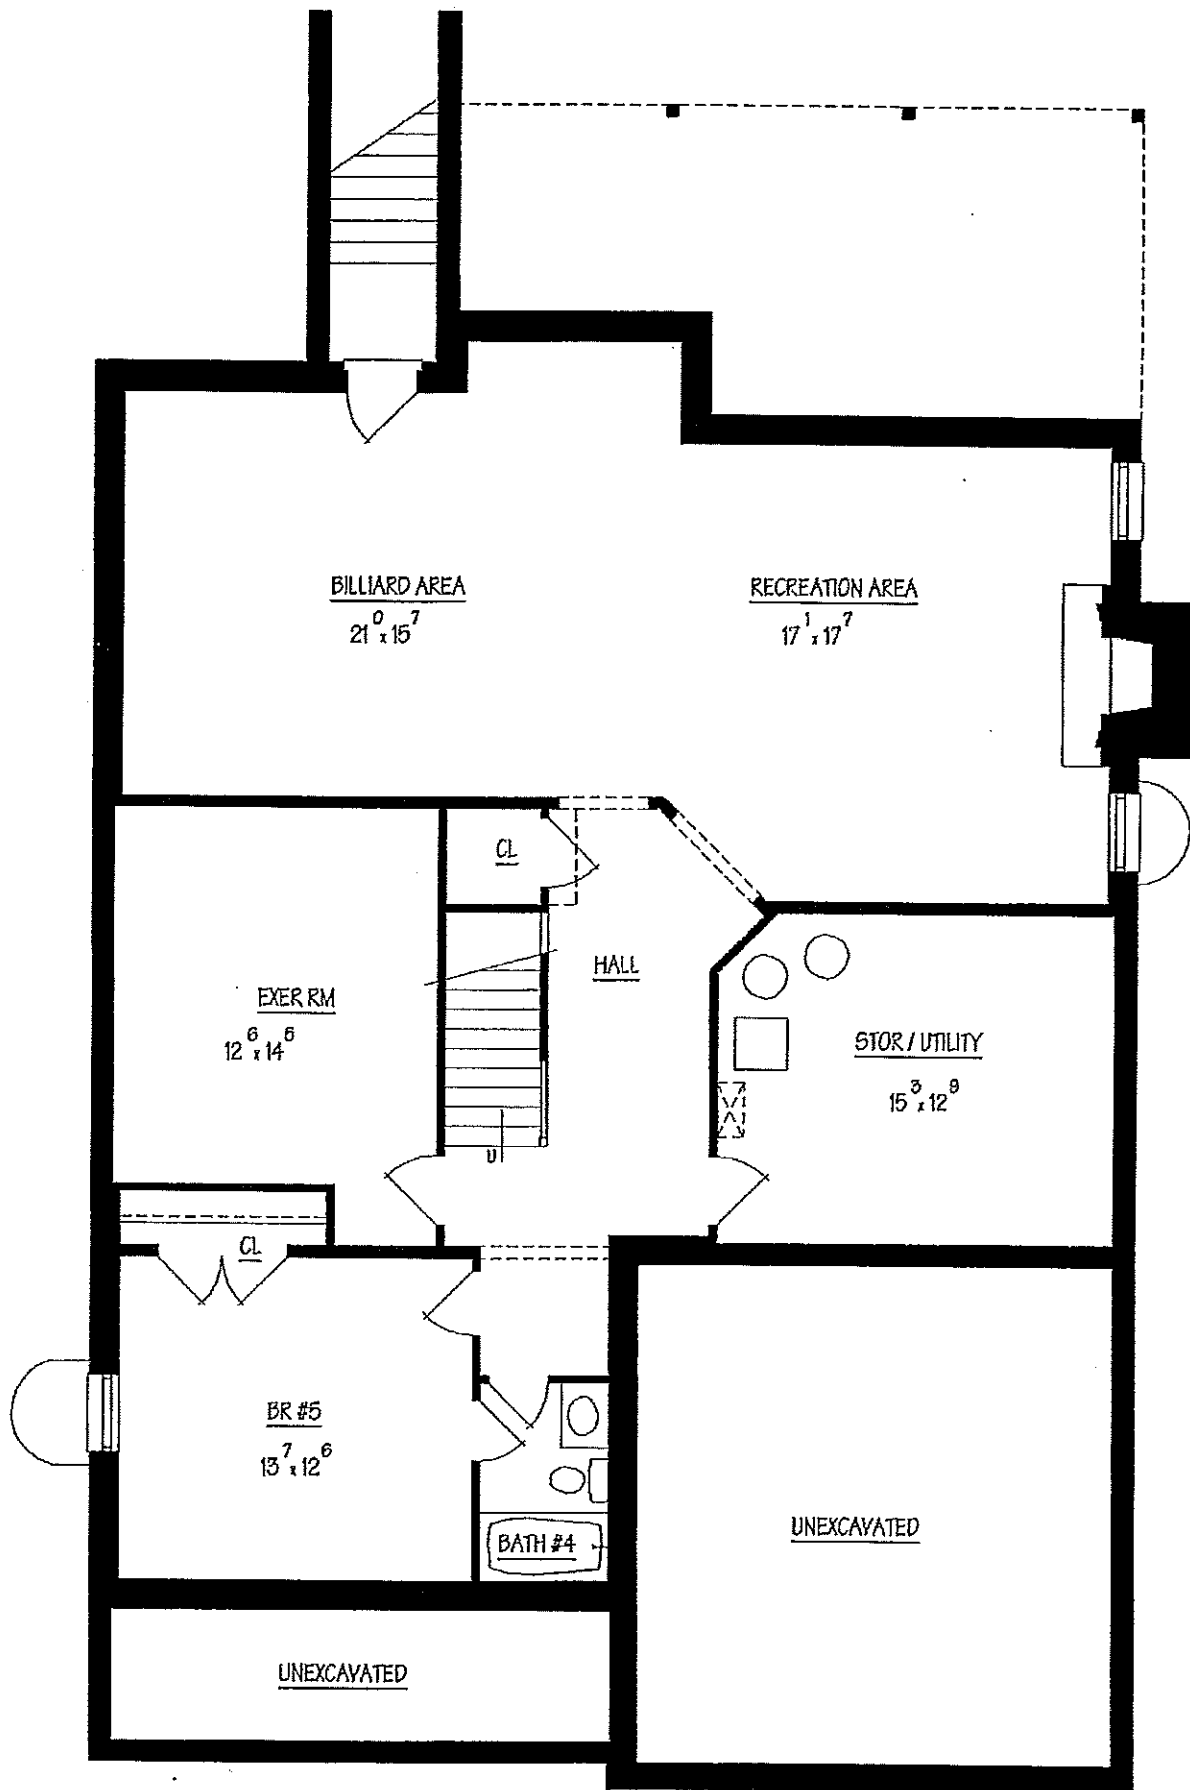 BILLIARD AREA
21⁰ x 15⁷
RECREATION AREA
17¹ x 17⁷
CL
HALL
EXER RM
12⁶ x 14⁶
STOR / UTILITY
15³ x 12⁹
U
CL
BR #5
13⁷ x 12⁶
BATH #4
UNEXCAVATED
UNEXCAVATED